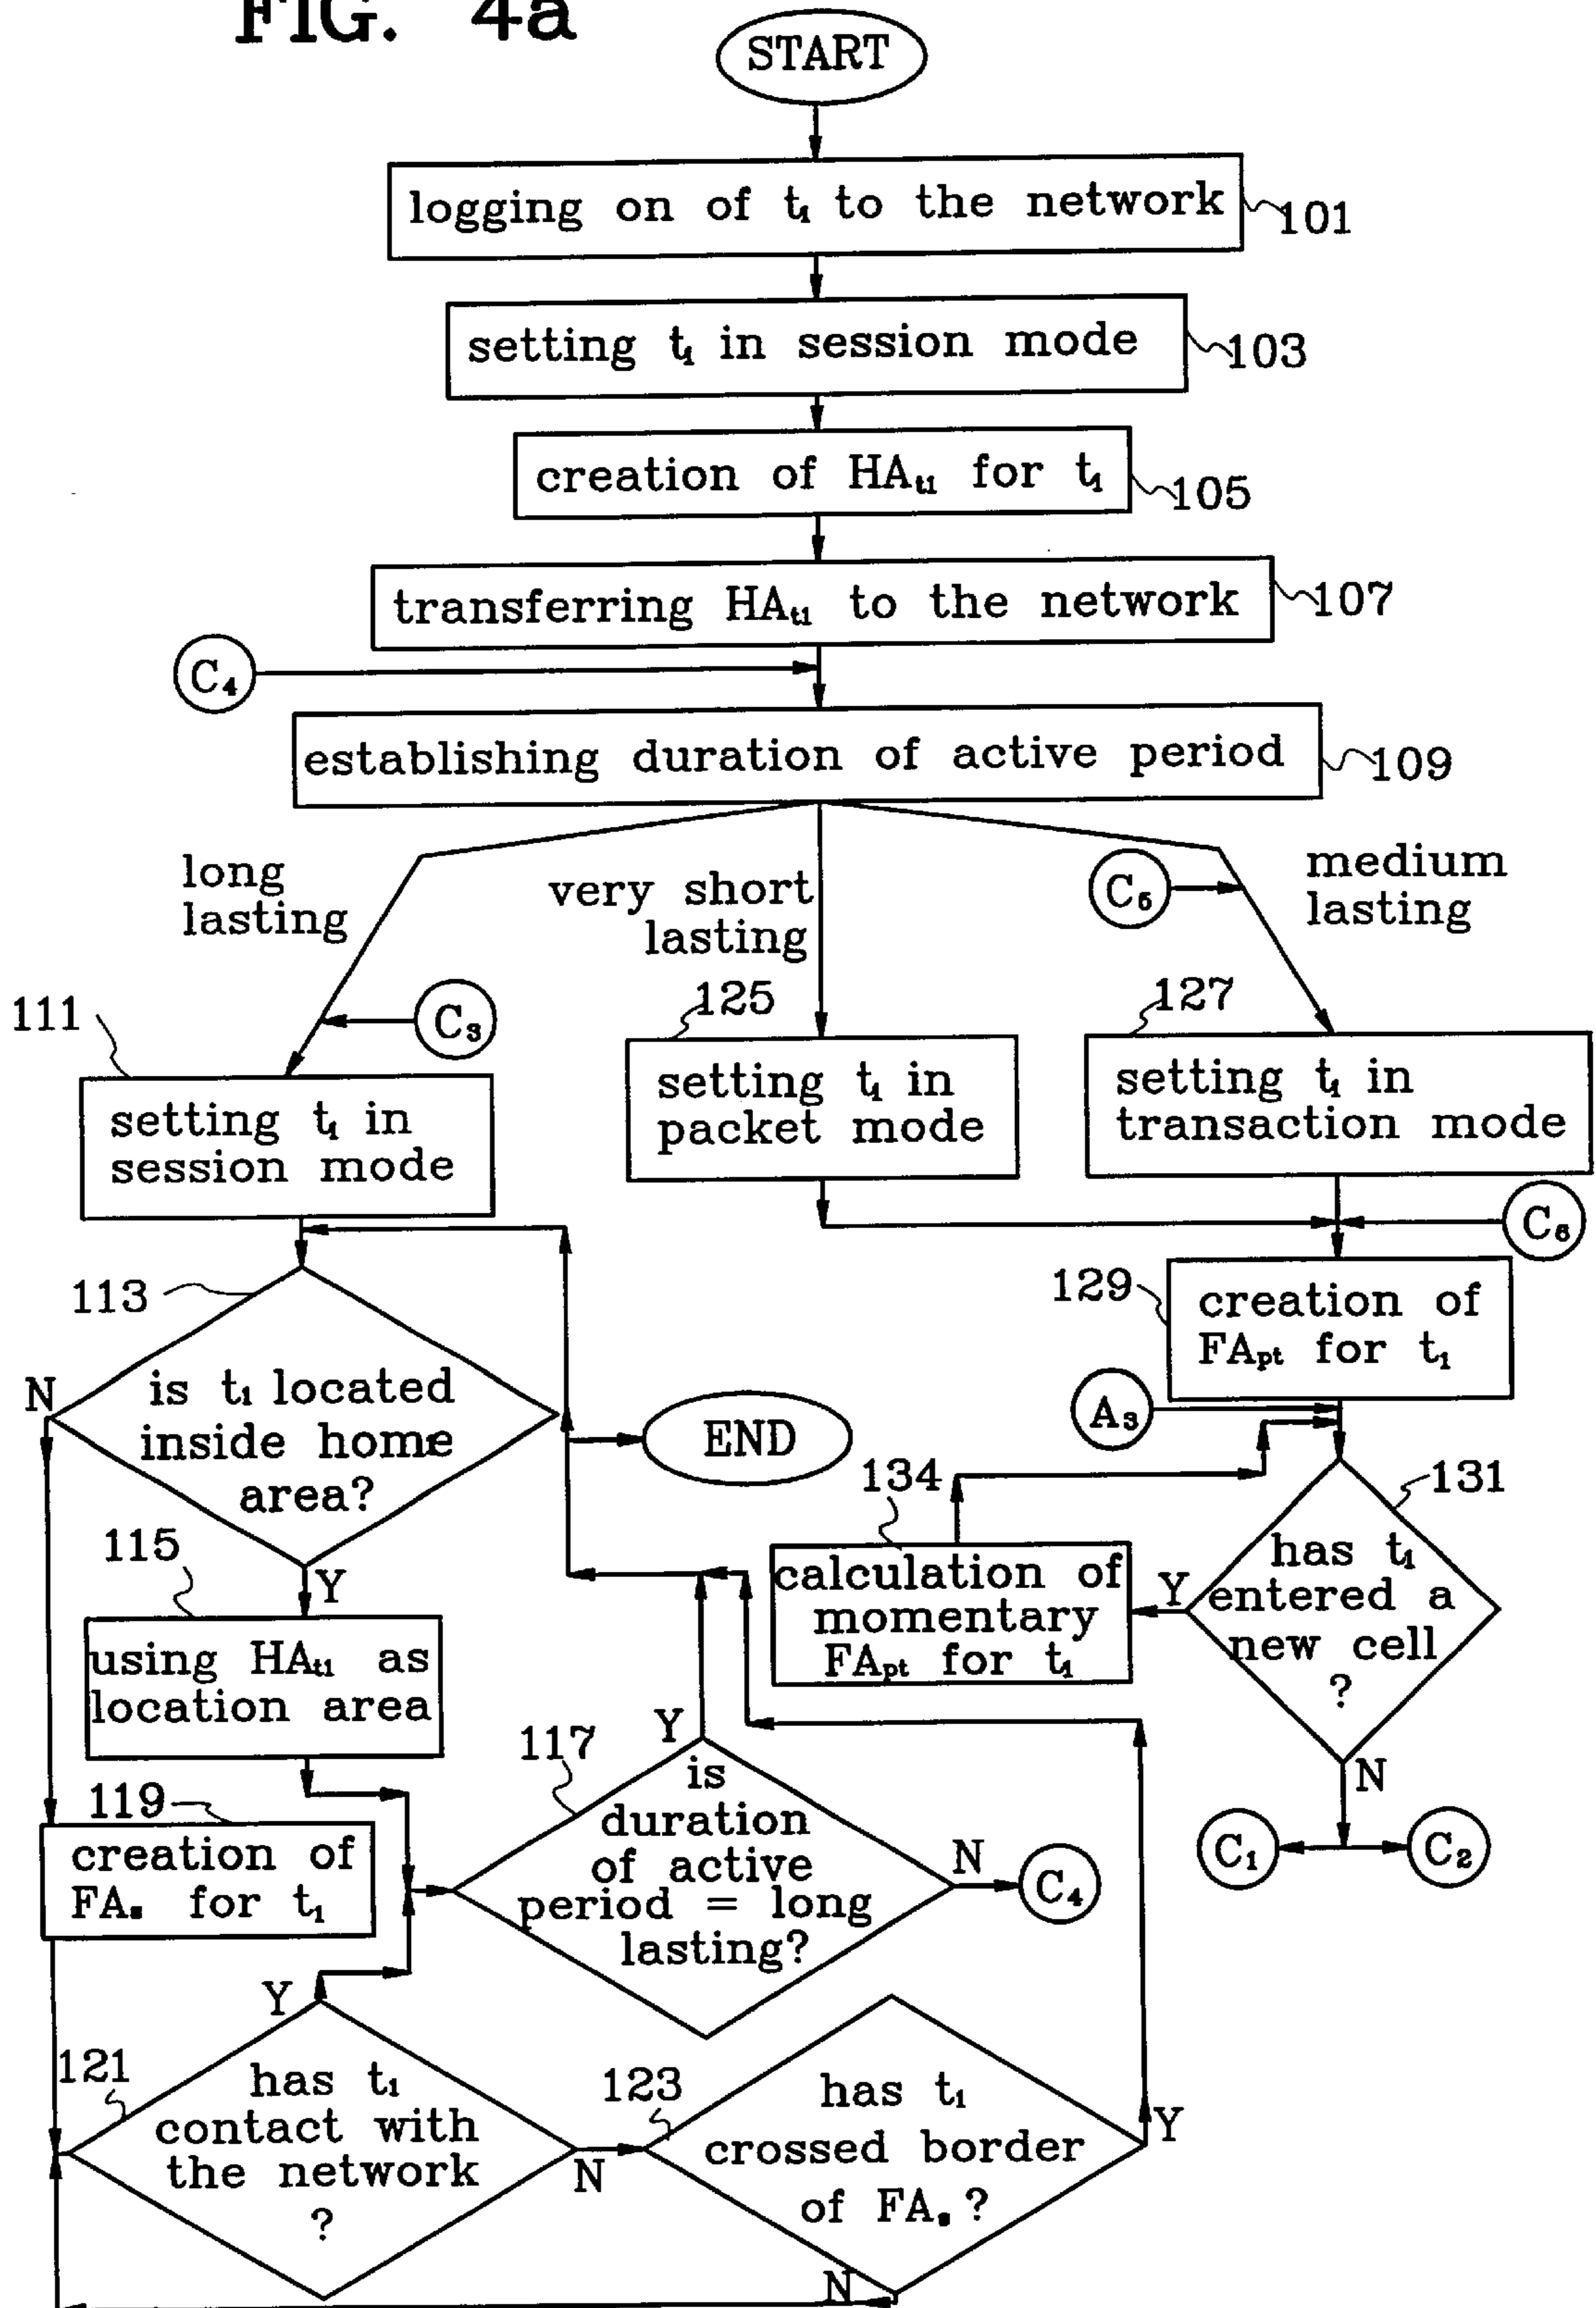 FIG. 4a
START
logging on of t₁ to the network
101
setting t₁ in session mode
103
creation of HAt1 for t₁
105
transferring HAt1 to the network
107
C₄
establishing duration of active period
109
long
lasting
very short
lasting
C₅
medium
lasting
111
C₃
125
127
setting t₁ in
session mode
setting t₁ in
packet mode
setting t₁ in
transaction mode
C₆
113
129
creation of
FApt for t₁
N
is t₁ located
inside home
area?
END
A₃
134
131
115
Y
calculation of
momentary
FApt for t₁
Y
has t₁
entered a
new cell
?
using HAt1 as
location area
117
Y
N
119
is
duration
of active
period = long
lasting?
N
C₄
C₁
C₂
creation of
FAs for t₁
Y
121
has t₁
contact with
the network
?
N
123
has t₁
crossed border
of FAs?
Y
N